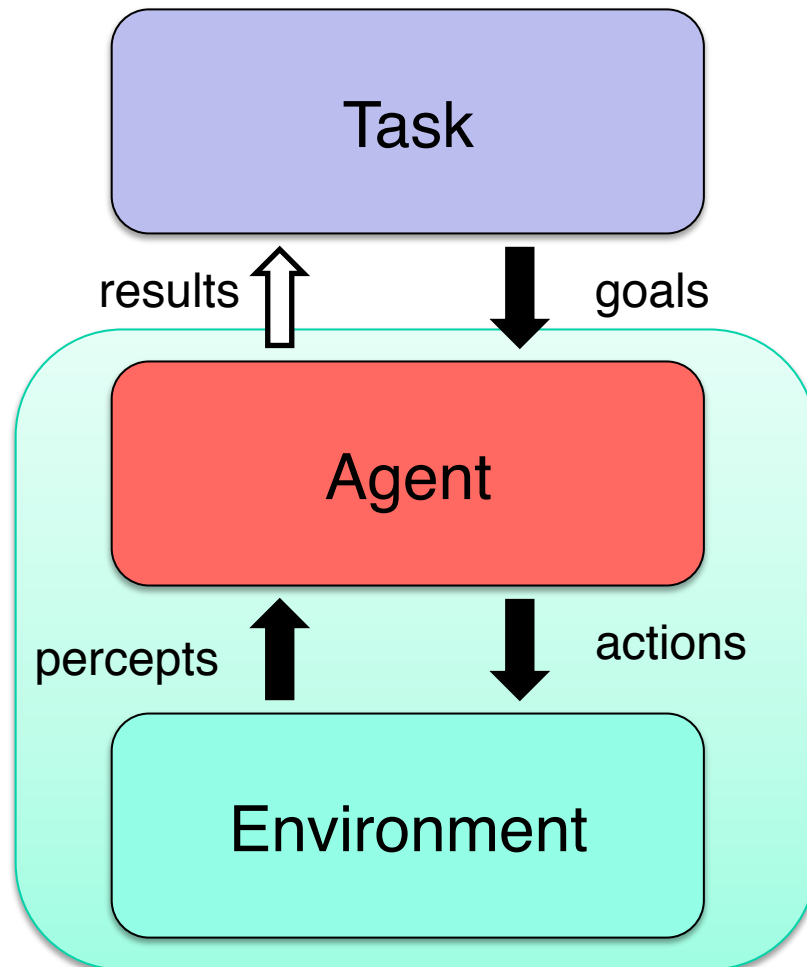 Task
results
goals
Agent
percepts
actions
Environment